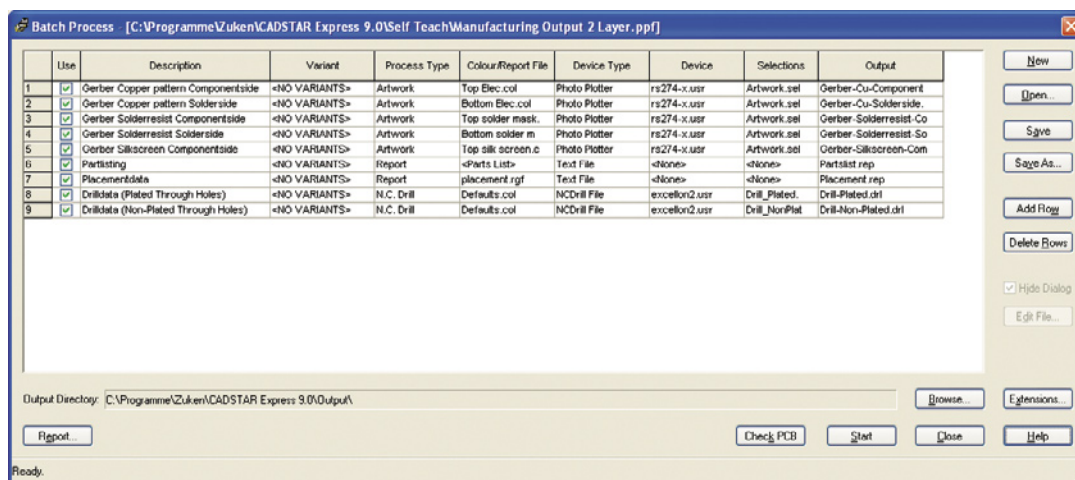 Batch Process - [C:\Programme\Zuken\CADSTAR Express 9.0\Self Teach\Manufacturing Output 2 Layer.ppf]
Use Description Variant Process Type Colour/Report File Device Type Device Selections Output
1 Gerber Copper pattern Componentside <NO VARIANTS> Artwork Top Elec.col Photo Plotter rs274-x.usr Artwork.sel Gerber-Cu-Component
2 Gerber Copper pattern Solderside <NO VARIANTS> Artwork Bottom Elec.col Photo Plotter rs274-x.usr Artwork.sel Gerber-Cu-Solderside.
3 Gerber Solderresist Componentside <NO VARIANTS> Artwork Top solder mask. Photo Plotter rs274-x.usr Artwork.sel Gerber-Solderresist-Co
4 Gerber Solderresist Solderside <NO VARIANTS> Artwork Bottom solder m Photo Plotter rs274-x.usr Artwork.sel Gerber-Solderresist-So
5 Gerber Silkscreen Componentside <NO VARIANTS> Artwork Top silk screen.c Photo Plotter rs274-x.usr Artwork.sel Gerber-Silkscreen-Com
6 Partlisting <NO VARIANTS> Report <Parts List> Text File <None> <None> Partslist.rep
7 Placementdata <NO VARIANTS> Report placement.rgf Text File <None> <None> Placement.rep
8 Drilldata (Plated Through Holes) <NO VARIANTS> N.C. Drill Defaults.col NCDrill File excellon2.usr Drill_Plated. Drill-Plated.drl
9 Drilldata (Non-Plated Through Holes) <NO VARIANTS> N.C. Drill Defaults.col NCDrill File excellon2.usr Drill_NonPlat Drill-Non-Plated.drl
New
Open...
Save
Save As...
Add Row
Delete Rows
Hide Dialog
Edit File...
Output Directory: C:\Programme\Zuken\CADSTAR Express 9.0\Output\ Browse... Extensions...
Report... Check PCB Start Close Help
Ready.